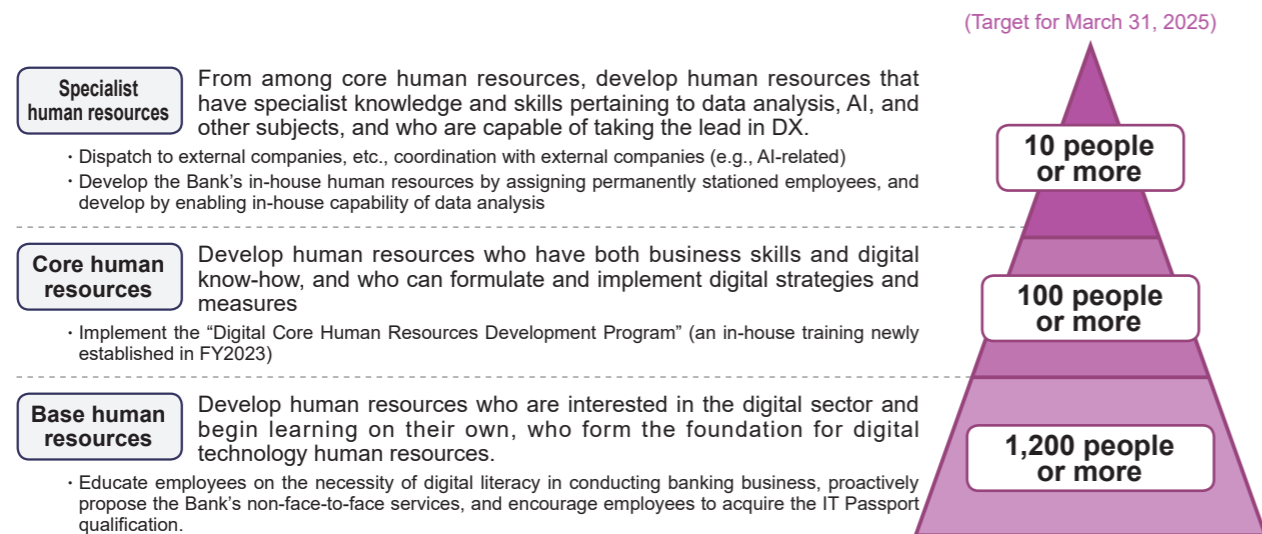 (Target for March 31, 2025)
Specialist
human resources
From among core human resources, develop human resources that
have specialist knowledge and skills pertaining to data analysis, AI, and
other subjects, and who are capable of taking the lead in DX.
・Dispatch to external companies, etc., coordination with external companies (e.g., AI-related)
・Develop the Bank’s in-house human resources by assigning permanently stationed employees, and
develop by enabling in-house capability of data analysis
10 people
or more
Core human
resources
Develop human resources who have both business skills and digital
know-how, and who can formulate and implement digital strategies and
measures
・Implement the “Digital Core Human Resources Development Program” (an in-house training newly
established in FY2023)
100 people
or more
Base human
resources
Develop human resources who are interested in the digital sector and
begin learning on their own, who form the foundation for digital
technology human resources.
・Educate employees on the necessity of digital literacy in conducting banking business, proactively
propose the Bank’s non-face-to-face services, and encourage employees to acquire the IT Passport
qualification.
1,200 people
or more